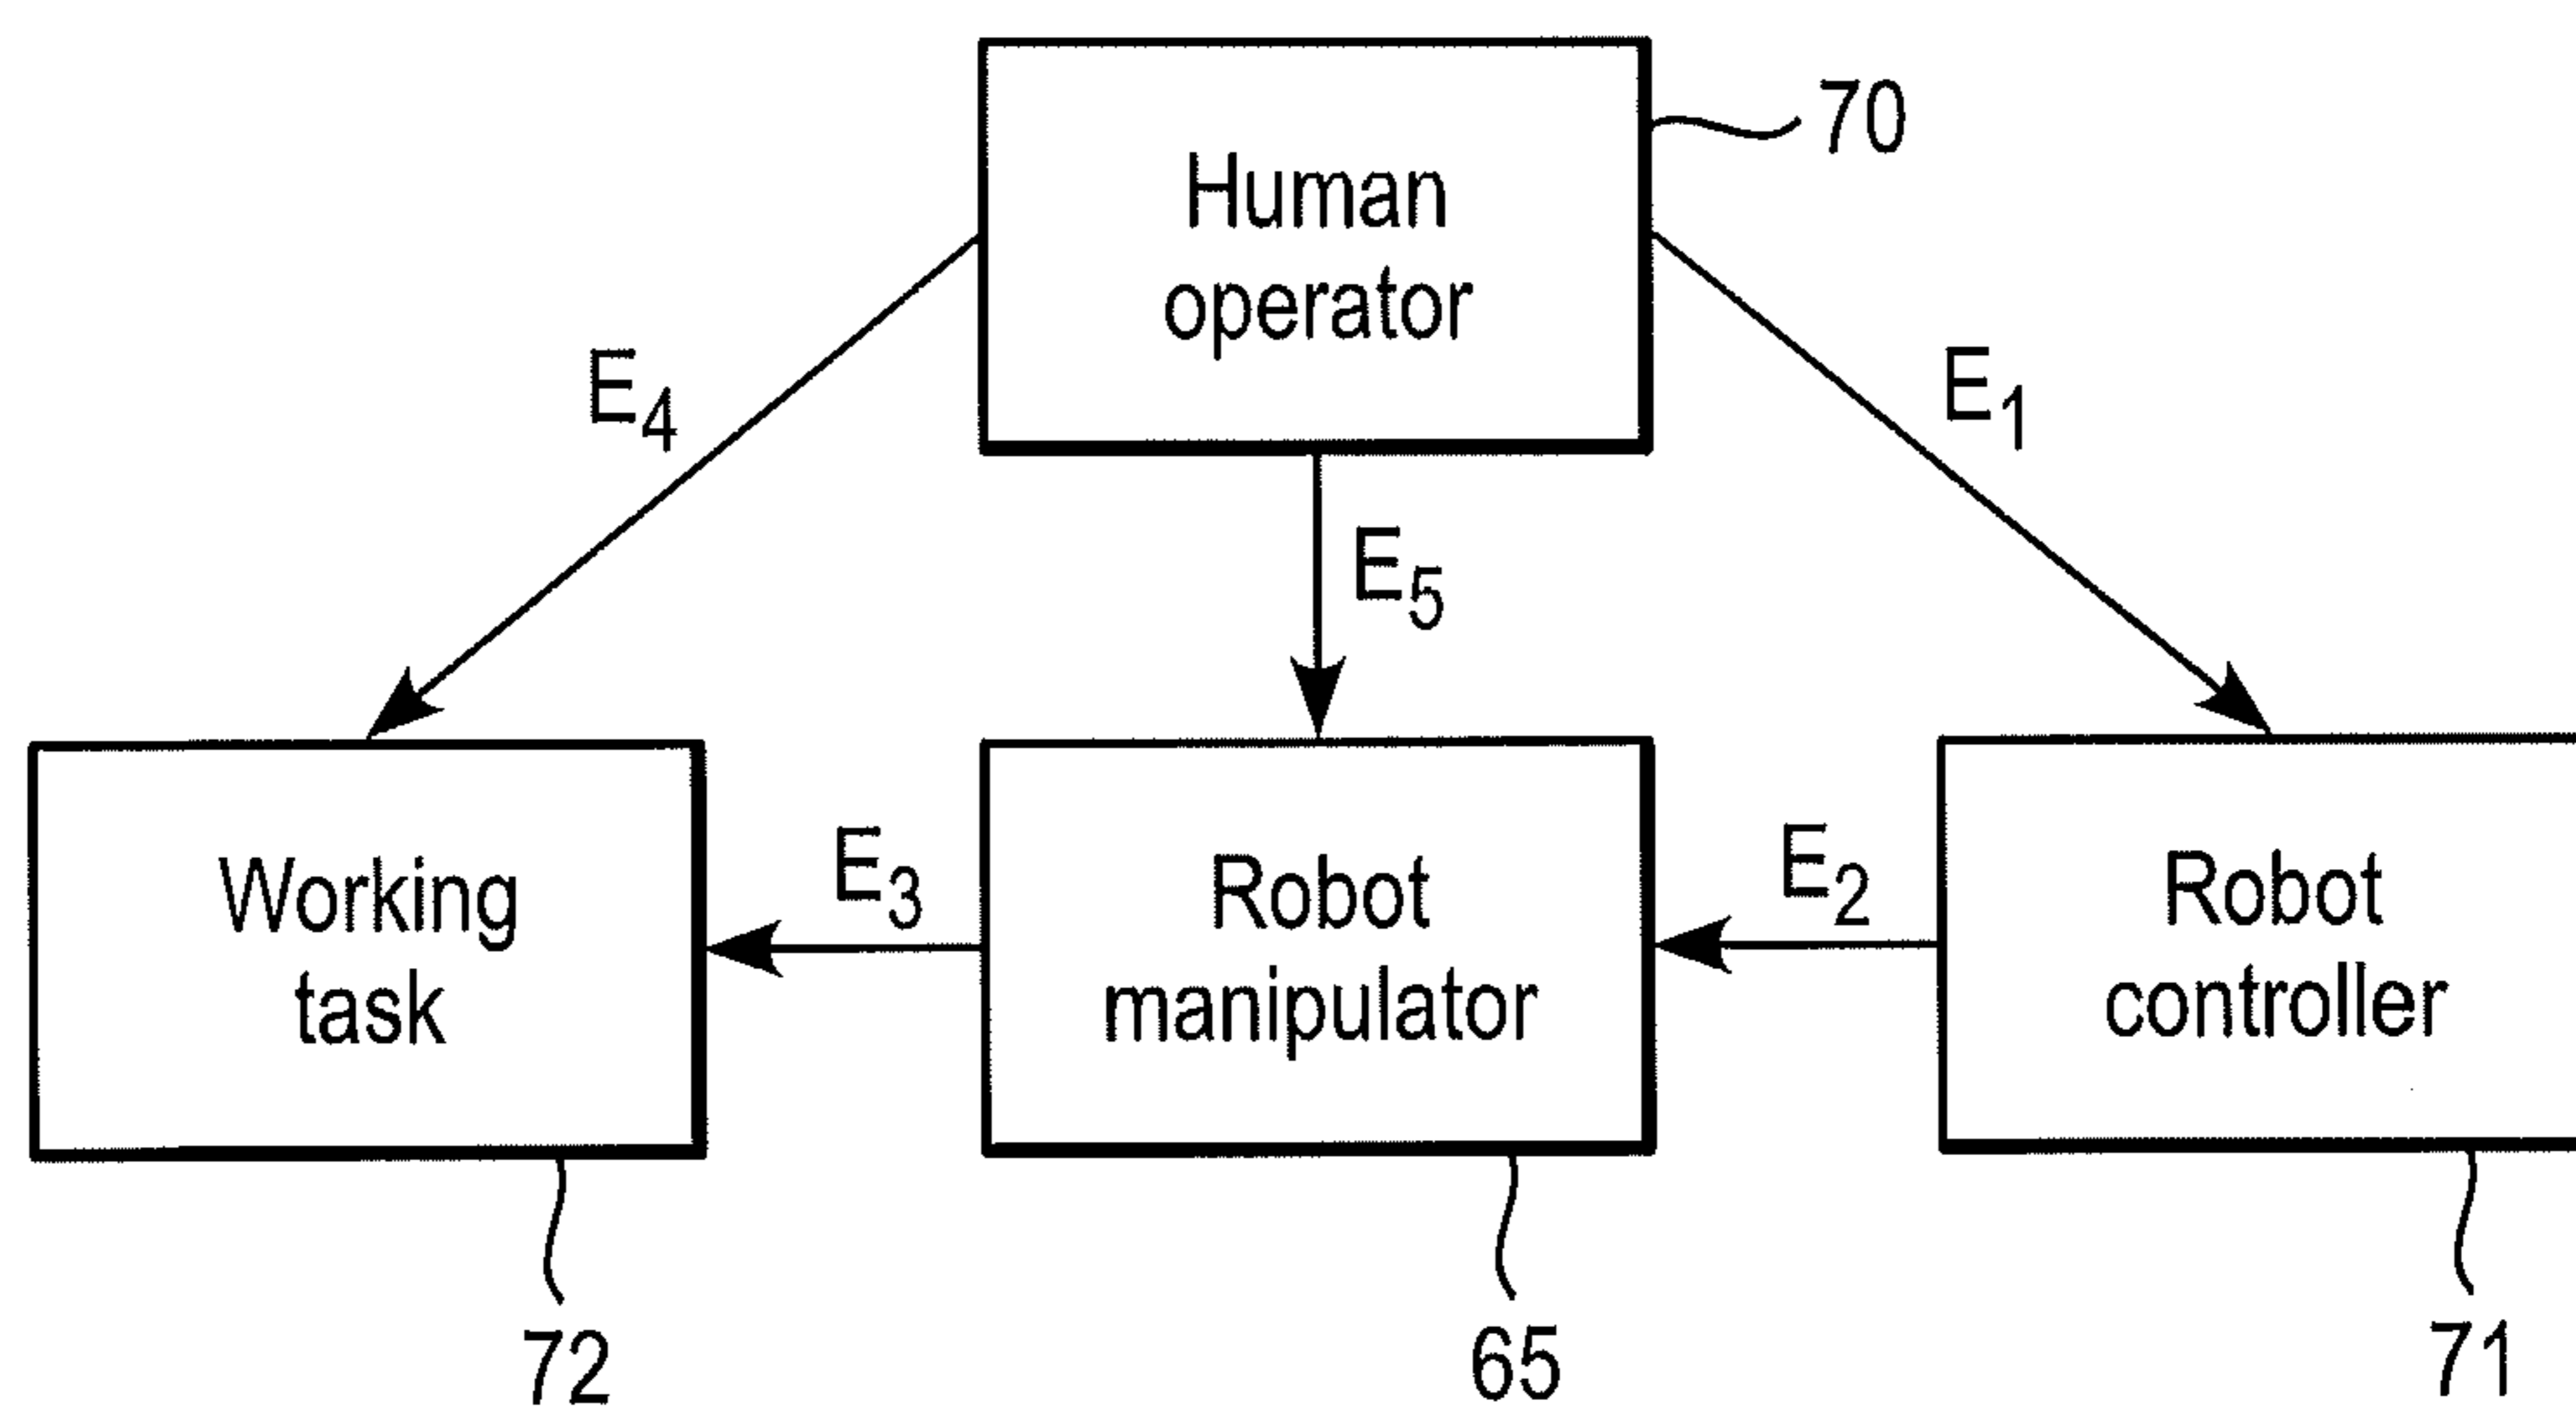 70
Human
operator
E4
E1
E5
Working
task
E3
Robot
manipulator
E2
Robot
controller
72
65
71